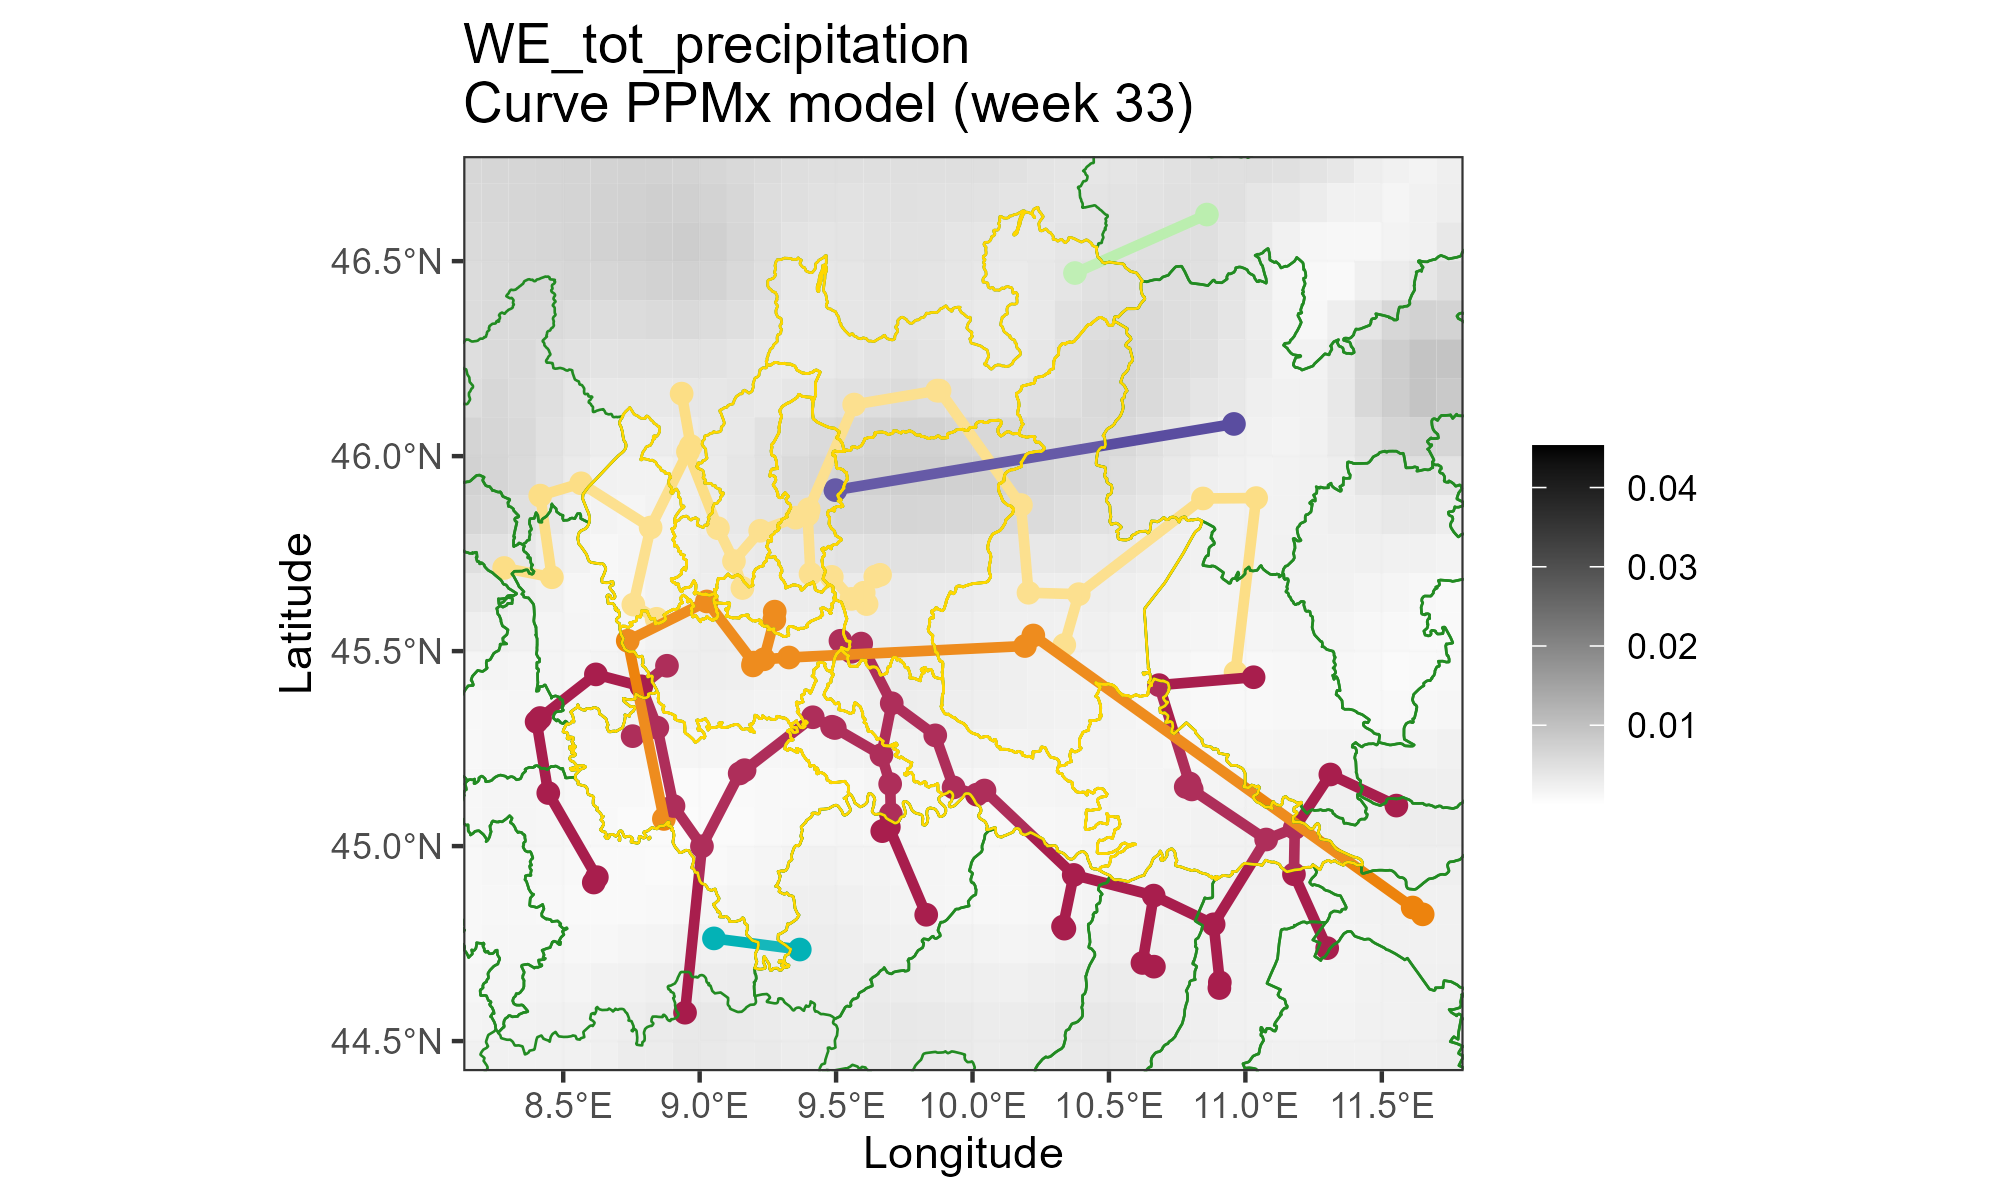 WE_tot_precipitation
Curve PPMx model (week 33)
46.5°N
46.0°N
45.5°N
45.0°N
44.5°N
Latitude
8.5°E 9.0°E 9.5°E 10.0°E 10.5°E 11.0°E 11.5°E
Longitude
0.04
0.03
0.02
0.01